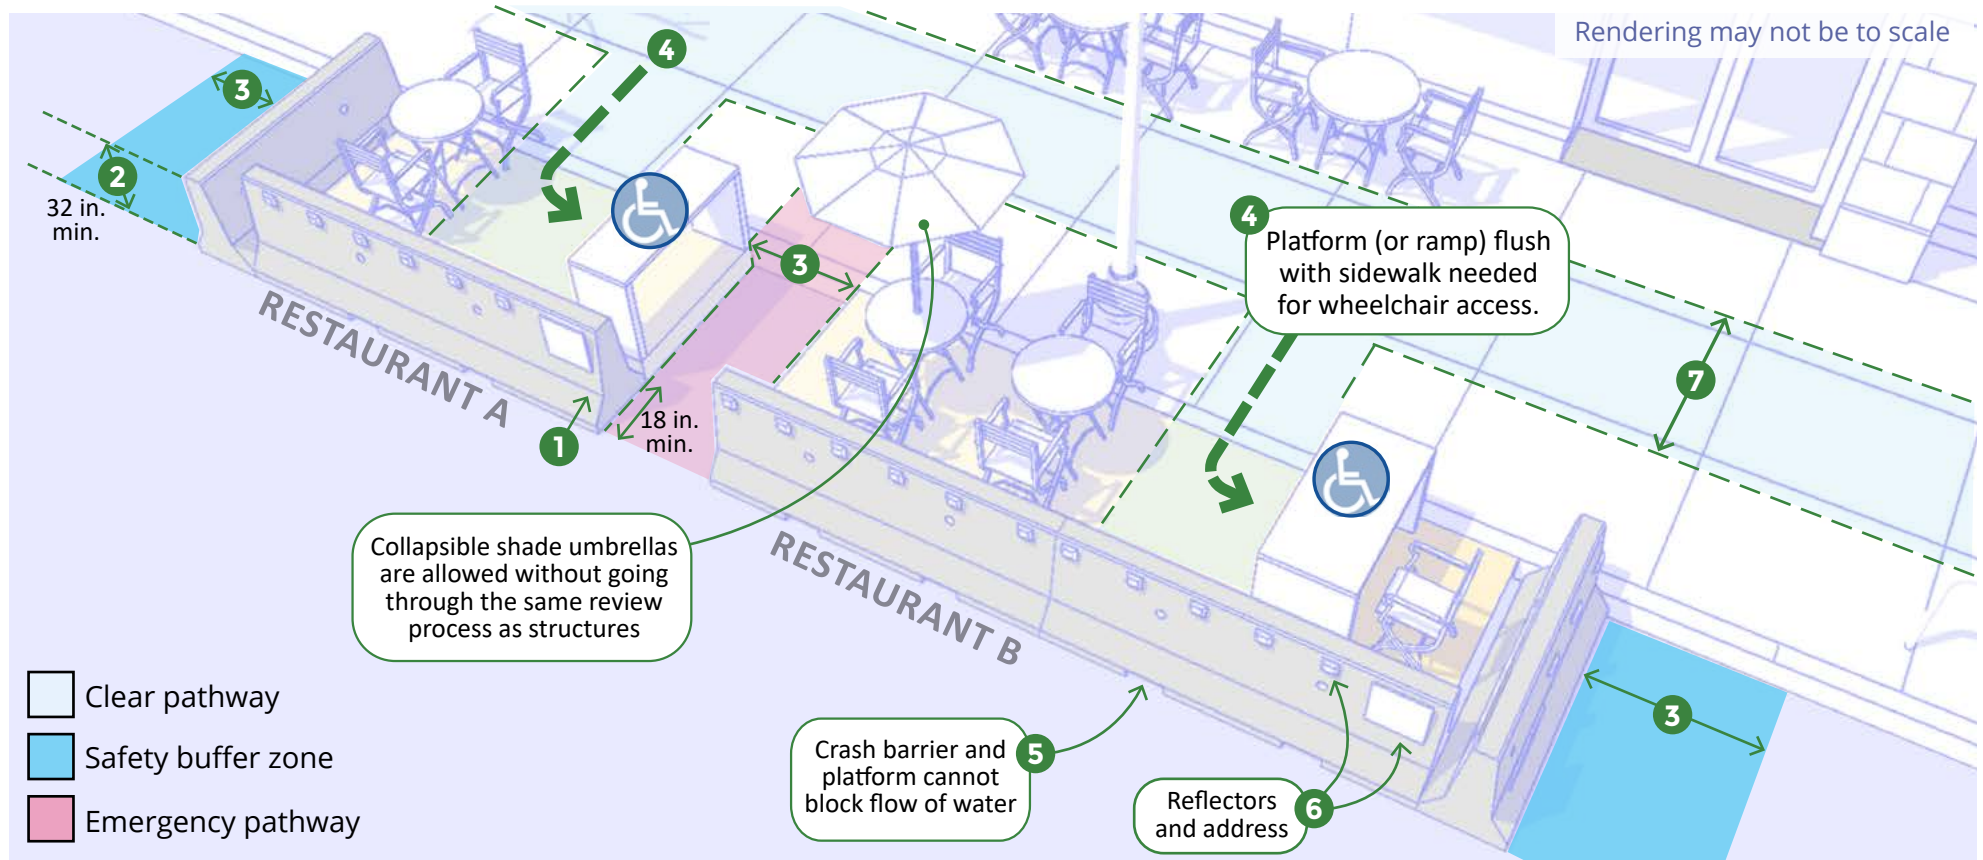 Rendering may not be to scale
4
3
2
32 in.
min.
3
4
Platform (or ramp) flush
with sidewalk needed
for wheelchair access.
7
RESTAURANT A
1
18 in.
min.
Collapsible shade umbrellas
are allowed without going
through the same review
process as structures
RESTAURANT B
3
Crash barrier and
platform cannot
block flow of water
5
Reflectors
and address
6
Clear pathway
Safety buffer zone
Emergency pathway